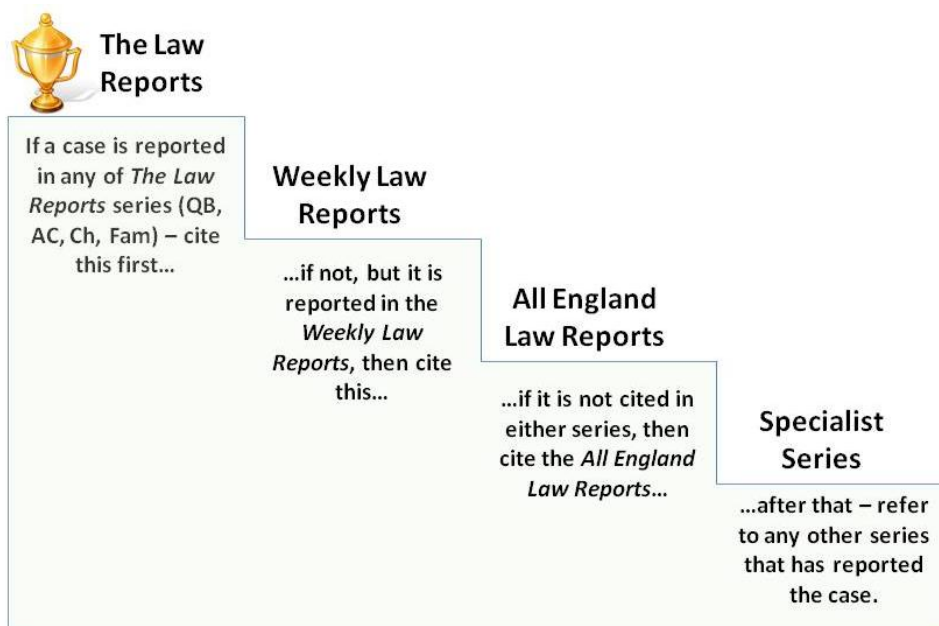 The Law
Reports
If a case is reported
in any of The Law
Reports series (QB,
AC, Ch, Fam) – cite
this first...
Weekly Law
Reports
...if not, but it is
reported in the
Weekly Law
Reports, then cite
this...
All England
Law Reports
...if it is not cited in
either series, then
cite the All England
Law Reports...
Specialist
Series
...after that – refer
to any other series
that has reported
the case.